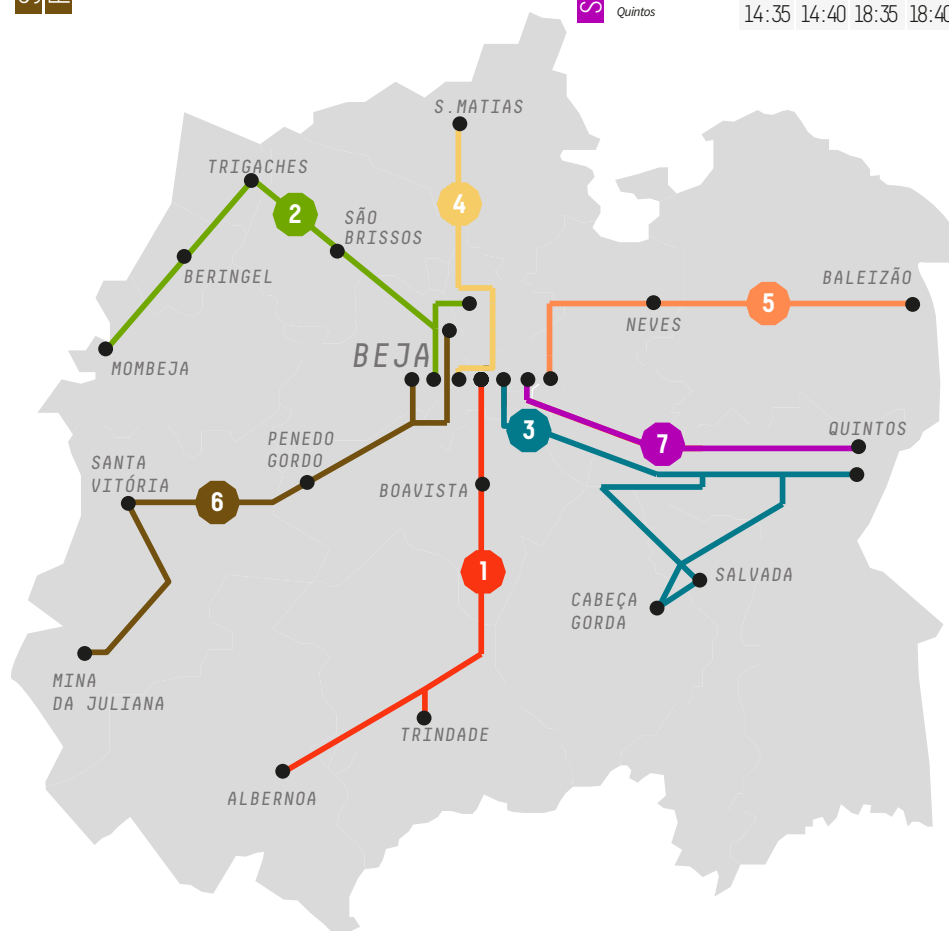 Quintos
14:35 14:40 18:35 18:40
S.MATIAS
TRIGACHES
2
4
SÃO
BRISSOS
BERINGEL
BALEIZÃO
5
NEVES
BEJA
MOMBEJA
3
7
QUINTOS
PENEDO
GORDO
SANTA
VITÓRIA
BOAVISTA
6
1
SALVADA
CABEÇA
GORDA
MINA
DA JULIANA
TRINDADE
ALBERNOA